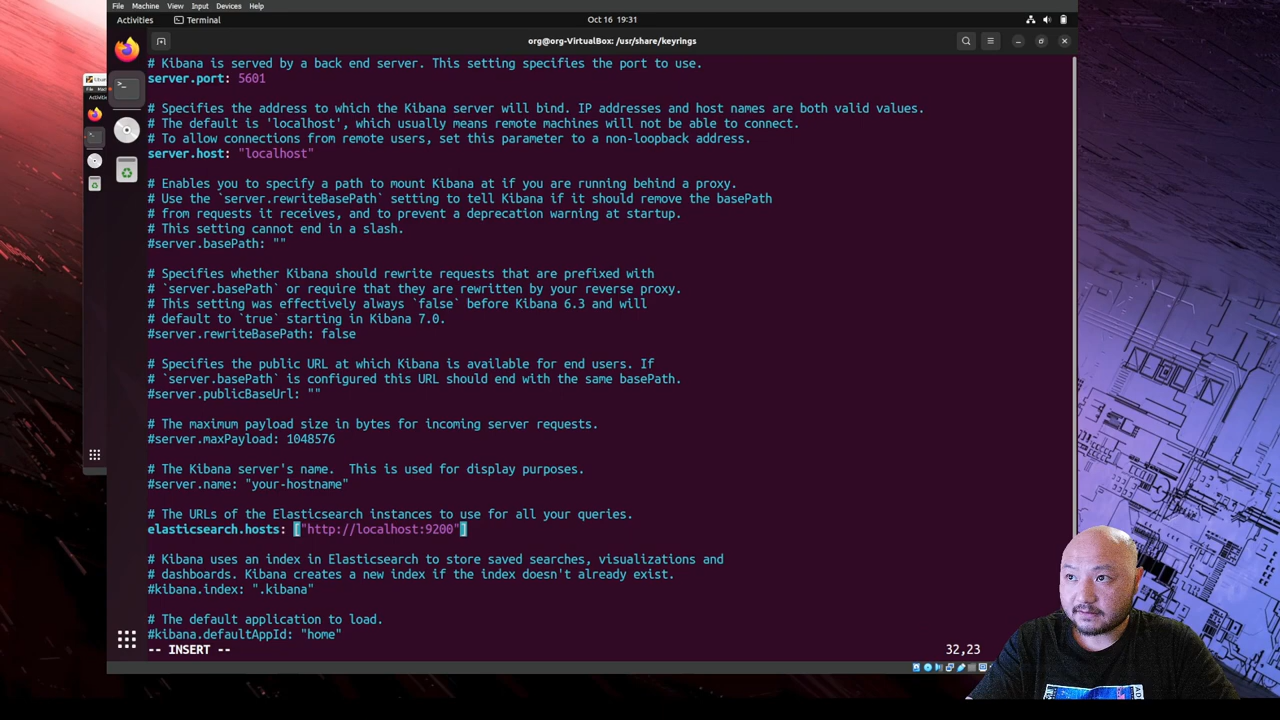 File Machine View Input Devices Help
Activities Terminal Oct 16 19:31
org@org-VirtualBox: /usr/share/keyrings
# Kibana is served by a back end server. This setting specifies the port to use.
server.port: 5601
# Specifies the address to which the Kibana server will bind. IP addresses and host names are both valid values.
# The default is 'localhost', which usually means remote machines will not be able to connect.
# To allow connections from remote users, set this parameter to a non-loopback address.
server.host: "localhost"
# Enables you to specify a path to mount Kibana at if you are running behind a proxy.
# Use the `server.rewriteBasePath` setting to tell Kibana if it should remove the basePath
# from requests it receives, and to prevent a deprecation warning at startup.
# This setting cannot end in a slash.
#server.basePath: ""
# Specifies whether Kibana should rewrite requests that are prefixed with
# `server.basePath` or require that they are rewritten by your reverse proxy.
# This setting was effectively always `false` before Kibana 6.3 and will
# default to `true` starting in Kibana 7.0.
#server.rewriteBasePath: false
# Specifies the public URL at which Kibana is available for end users. If
# `server.basePath` is configured this URL should end with the same basePath.
#server.publicBaseUrl: ""
# The maximum payload size in bytes for incoming server requests.
#server.maxPayload: 1048576
# The Kibana server's name.  This is used for display purposes.
#server.name: "your-hostname"
# The URLs of the Elasticsearch instances to use for all your queries.
elasticsearch.hosts: ["http://localhost:9200"]
# Kibana uses an index in Elasticsearch to store saved searches, visualizations and
# dashboards. Kibana creates a new index if the index doesn't already exist.
#kibana.index: ".kibana"
# The default application to load.
#kibana.defaultAppId: "home"
-- INSERT -- 32,23